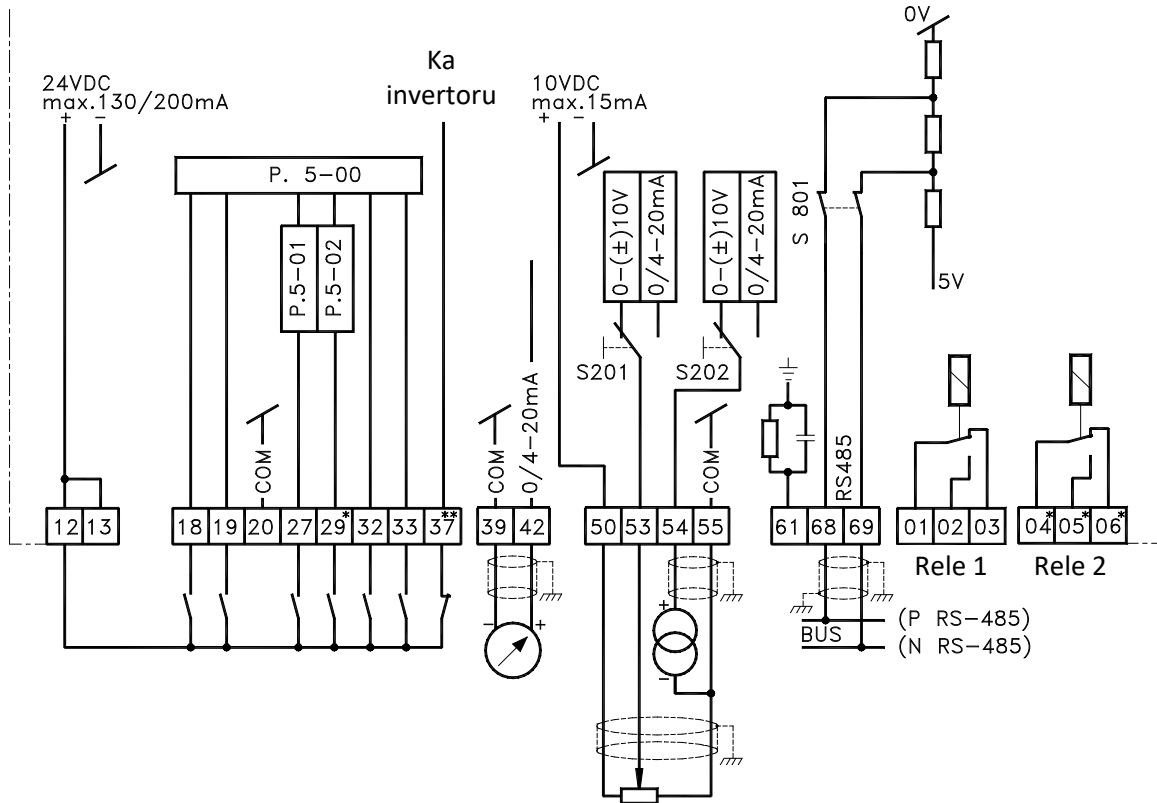 24VDC
max.130/200mA
+ −
Ka
invertoru
10VDC
max.15mA
+ −
0V
5V
P. 5-00
P.5-01
P.5-02
0-(±)10V
0/4-20mA
0-(±)10V
0/4-20mA
S201
S202
S 801
COM
COM
0/4-20mA
COM
RS485
12 13
18 19 20 27 29* 32 33 37**
39 42
50 53 54 55
61 68 69
01 02 03
04* 05* 06*
Rele 1
Rele 2
− +
+
−
BUS
(P RS-485)
(N RS-485)